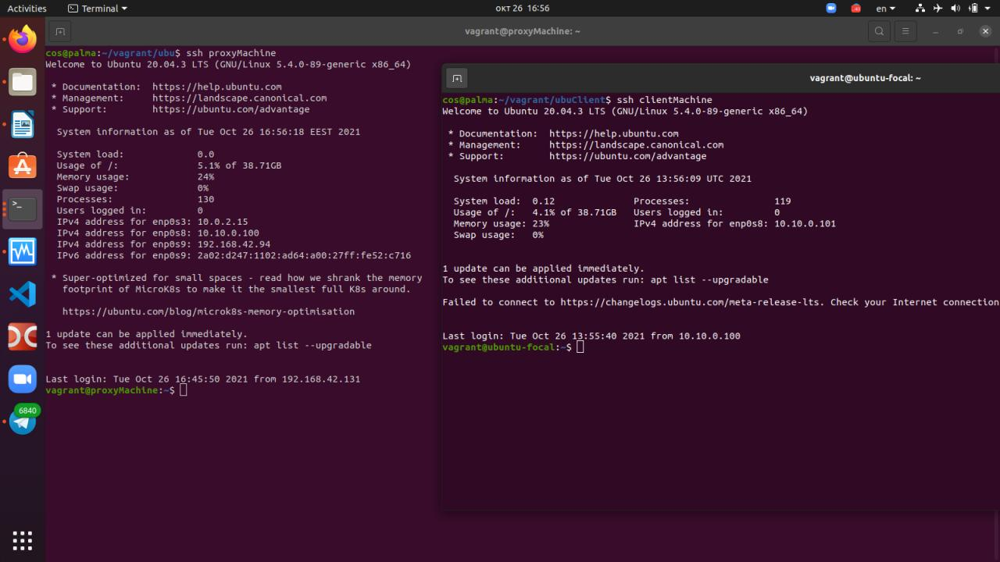 Activities
Terminal
окт 26 16:56
en
vagrant@proxyMachine: ~
cos@palma:~/vagrant/ubu$ ssh proxyMachine
Welcome to Ubuntu 20.04.3 LTS (GNU/Linux 5.4.0-89-generic x86_64)
* Documentation: https://help.ubuntu.com
* Management: https://landscape.canonical.com
* Support: https://ubuntu.com/advantage
System information as of Tue Oct 26 16:56:18 EEST 2021
System load: 0.0
Usage of /: 5.1% of 38.71GB
Memory usage: 24%
Swap usage: 0%
Processes: 130
Users logged in: 0
IPv4 address for enp0s3: 10.0.2.15
IPv4 address for enp0s8: 10.10.0.100
IPv4 address for enp0s9: 192.168.42.94
IPv6 address for enp0s9: 2a02:d247:1102:ad64:a00:27ff:fe52:c716
* Super-optimized for small spaces - read how we shrank the memory
footprint of MicroK8s to make it the smallest full K8s around.
https://ubuntu.com/blog/microk8s-memory-optimisation
1 update can be applied immediately.
To see these additional updates run: apt list --upgradable
Last login: Tue Oct 26 16:45:50 2021 from 192.168.42.131
vagrant@proxyMachine:~$
vagrant@ubuntu-focal: ~
cos@palma:~/vagrant/ubuClient$ ssh clientMachine
Welcome to Ubuntu 20.04.3 LTS (GNU/Linux 5.4.0-89-generic x86_64)
* Documentation: https://help.ubuntu.com
* Management: https://landscape.canonical.com
* Support: https://ubuntu.com/advantage
System information as of Tue Oct 26 13:56:09 UTC 2021
System load: 0.12 Processes: 119
Usage of /: 4.1% of 38.71GB Users logged in: 0
Memory usage: 23% IPv4 address for enp0s8: 10.10.0.101
Swap usage: 0%
1 update can be applied immediately.
To see these additional updates run: apt list --upgradable
Failed to connect to https://changelogs.ubuntu.com/meta-release-lts. Check your Internet connection
Last login: Tue Oct 26 13:55:40 2021 from 10.10.0.100
vagrant@ubuntu-focal:~$
6840